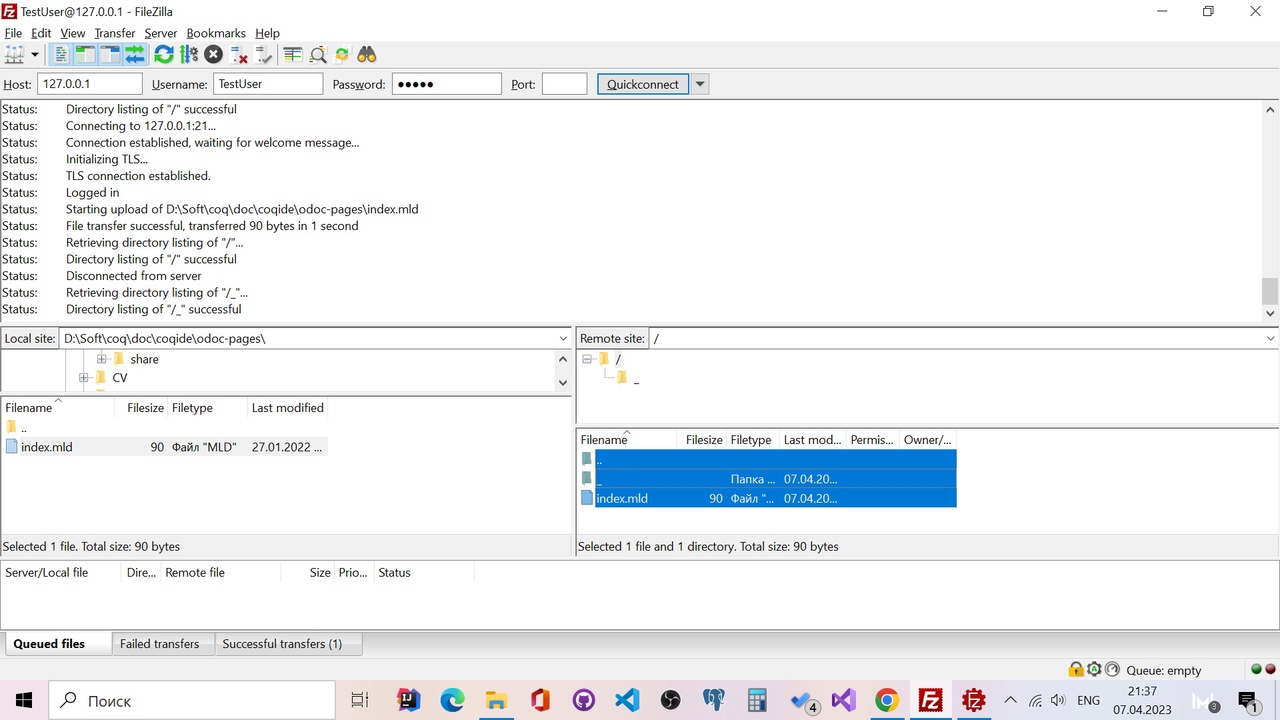 TestUser@127.0.0.1 - FileZilla
File Edit View Transfer Server Bookmarks Help
Host: 127.0.0.1 Username: TestUser Password: ●●●●● Port: Quickconnect
Status: Directory listing of "/" successful
Status: Connecting to 127.0.0.1:21...
Status: Connection established, waiting for welcome message...
Status: Initializing TLS...
Status: TLS connection established.
Status: Logged in
Status: Starting upload of D:\Soft\coq\doc\coqide\odoc-pages\index.mld
Status: File transfer successful, transferred 90 bytes in 1 second
Status: Retrieving directory listing of "/"...
Status: Directory listing of "/" successful
Status: Disconnected from server
Status: Retrieving directory listing of "/_"...
Status: Directory listing of "/_" successful
Local site: D:\Soft\coq\doc\coqide\odoc-pages\
share
CV
Filename Filesize Filetype Last modified
..
index.mld 90 Файл "MLD" 27.01.2022 ...
Selected 1 file. Total size: 90 bytes
Remote site: /
/
_
Filename Filesize Filetype Last mod... Permis... Owner/...
..
_ Папка ... 07.04.20...
index.mld 90 Файл "... 07.04.20...
Selected 1 file and 1 directory. Total size: 90 bytes
Server/Local file Dire... Remote file Size Prio... Status
Queued files Failed transfers Successful transfers (1)
Queue: empty
Поиск
4
ENG
21:37
07.04.2023
3
1